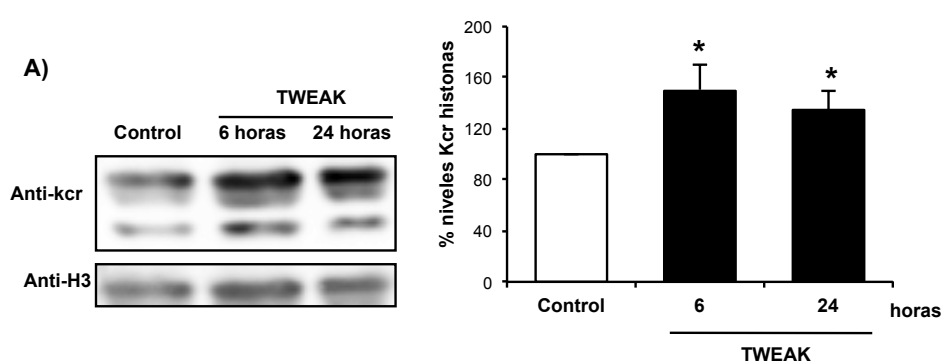 A)
TWEAK
Control 6 horas 24 horas
Anti-kcr
Anti-H3
% niveles Kcr histonas
200
160
120
80
40
0
*
*
Control 6 24 horas
TWEAK